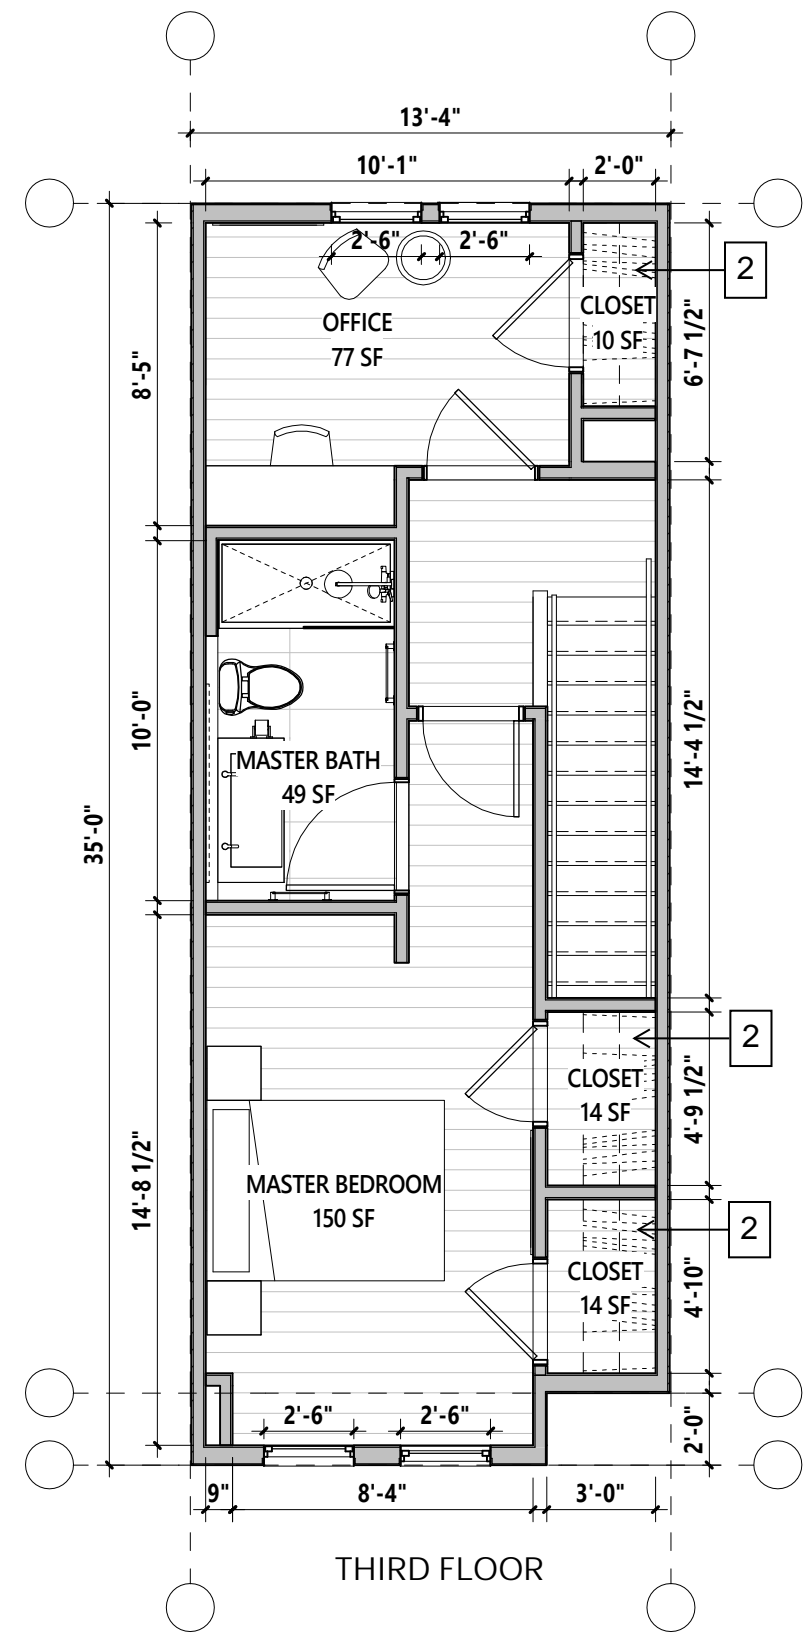 13'-4"
10'-1"
2'-0"
2'-6"
2'-6"
2
CLOSET
10 SF
OFFICE
77 SF
8'-5"
6'-7 1/2"
10'-0"
MASTER BATH
49 SF
14'-4 1/2"
35'-0"
2
CLOSET
14 SF
4'-9 1/2"
14'-8 1/2"
MASTER BEDROOM
150 SF
2
CLOSET
14 SF
4'-10"
2'-6"
2'-6"
2'-0"
9"
8'-4"
3'-0"
THIRD FLOOR